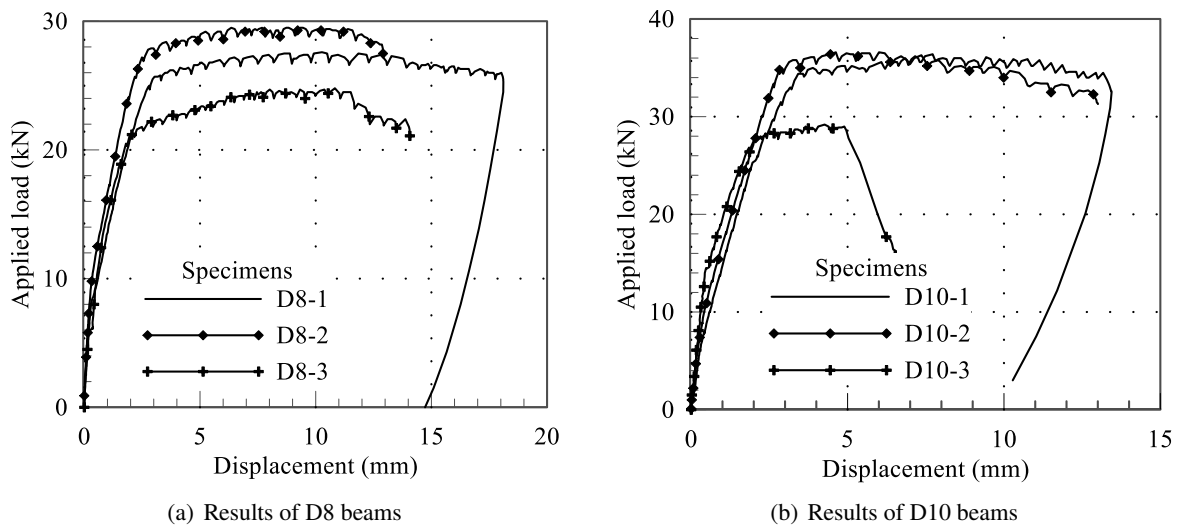 30
20
10
0
0
5
10
15
20
Applied load (kN)
Displacement (mm)
Specimens
D8-1
D8-2
D8-3
(a) Results of D8 beams
40
30
20
10
0
0
5
10
15
Applied load (kN)
Displacement (mm)
Specimens
D10-1
D10-2
D10-3
(b) Results of D10 beams